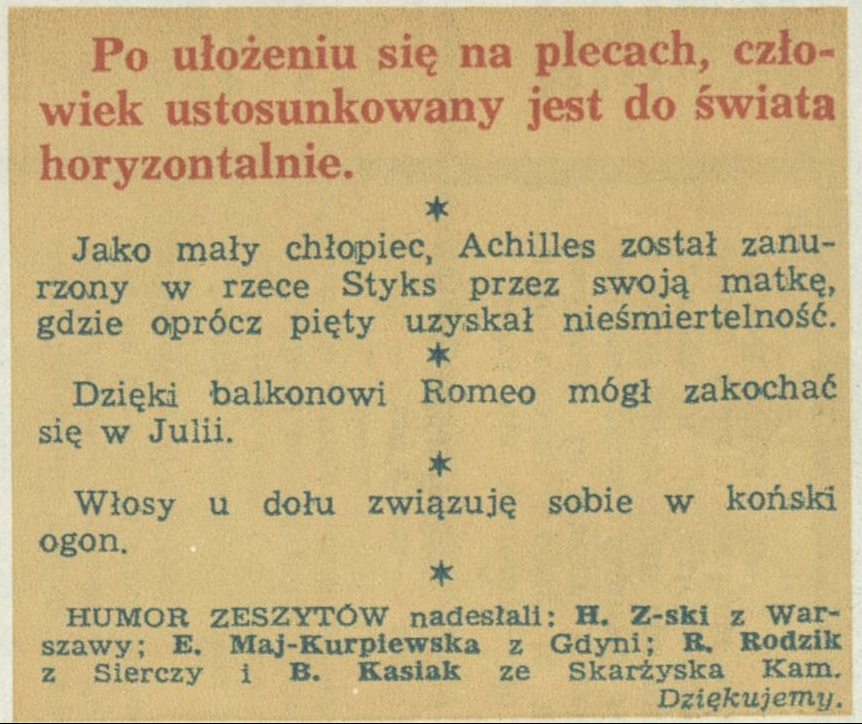 Po ułożeniu się na plecach, czło-
wiek ustosunkowany jest do świata
horyzontalnie.
✶
Jako mały chłopiec, Achilles został zanu-
rzony w rzece Styks przez swoją matkę,
gdzie oprócz pięty uzyskał nieśmiertelność.
✶
Dzięki balkonowi Romeo mógł zakochać
się w Julii.
✶
Włosy u dołu związuję sobie w koński
ogon.
✶
HUMOR ZESZYTÓW nadesłali: H. Z-ski z War-
szawy; E. Maj-Kurpiewska z Gdyni; R. Rodzik
z Sierczy i B. Kasiak ze Skarżyska Kam.
Dziękujemy.